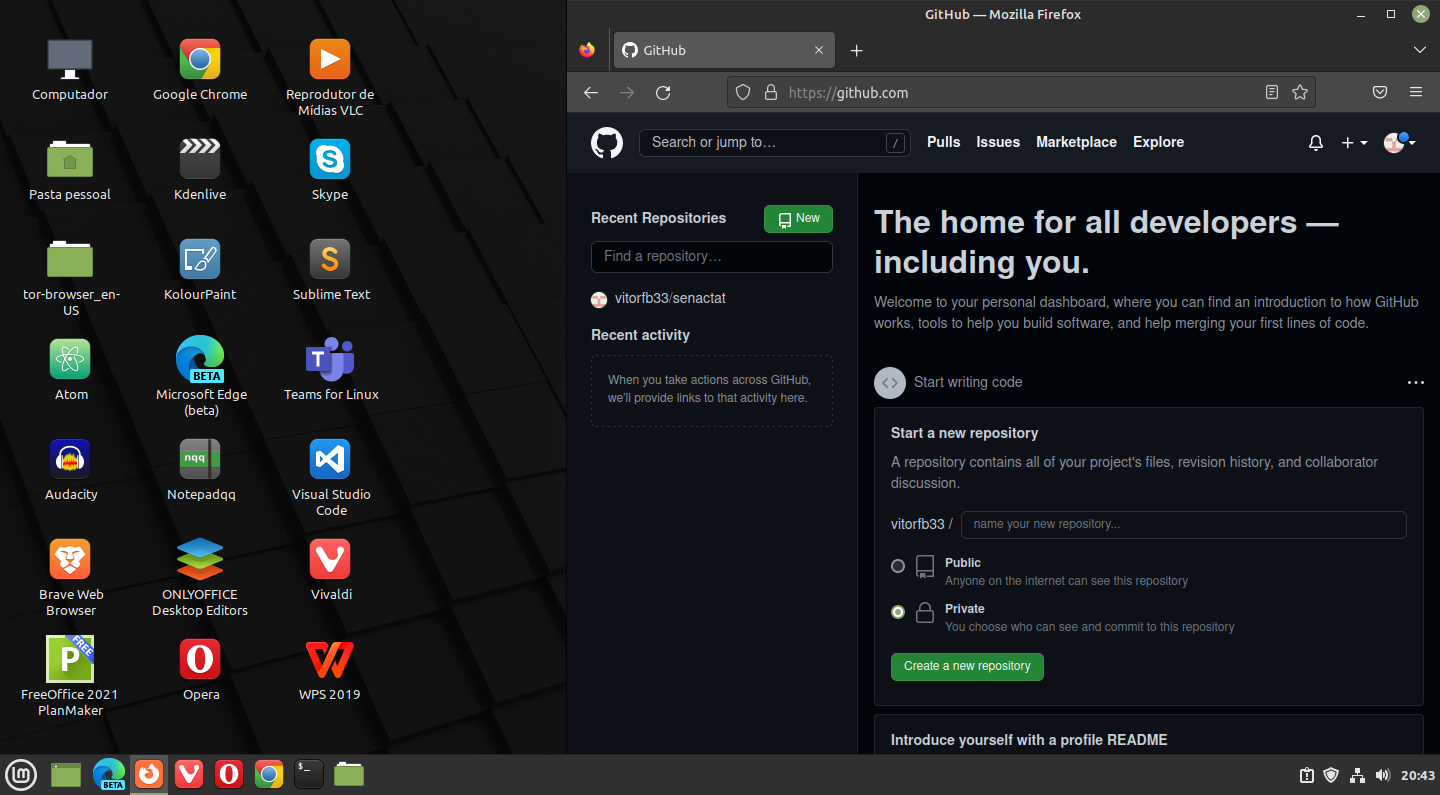 Computador
Google Chrome
Reprodutor de
Mídias VLC
Pasta pessoal
Kdenlive
Skype
tor-browser_en-
US
KolourPaint
S
Sublime Text
Atom
BETA
Microsoft Edge
(beta)
T
Teams for Linux
Audacity
nqq
Notepadqq
Visual Studio
Code
Brave Web
Browser
ONLYOFFICE
Desktop Editors
Vivaldi
P
FREE
FreeOffice 2021
PlanMaker
Opera
WPS 2019
GitHub — Mozilla Firefox
GitHub
https://github.com
Search or jump to…
/
Pulls
Issues
Marketplace
Explore
Recent Repositories
New
Find a repository…
vitorfb33/senactat
Recent activity
When you take actions across GitHub,
we'll provide links to that activity here.
The home for all developers —
including you.
Welcome to your personal dashboard, where you can find an introduction to how GitHub
works, tools to help you build software, and help merging your first lines of code.
Start writing code
Start a new repository
A repository contains all of your project's files, revision history, and collaborator
discussion.
vitorfb33 /
name your new repository...
Public
Anyone on the internet can see this repository
Private
You choose who can see and commit to this repository
Create a new repository
Introduce yourself with a profile README
BETA
$_
20:43